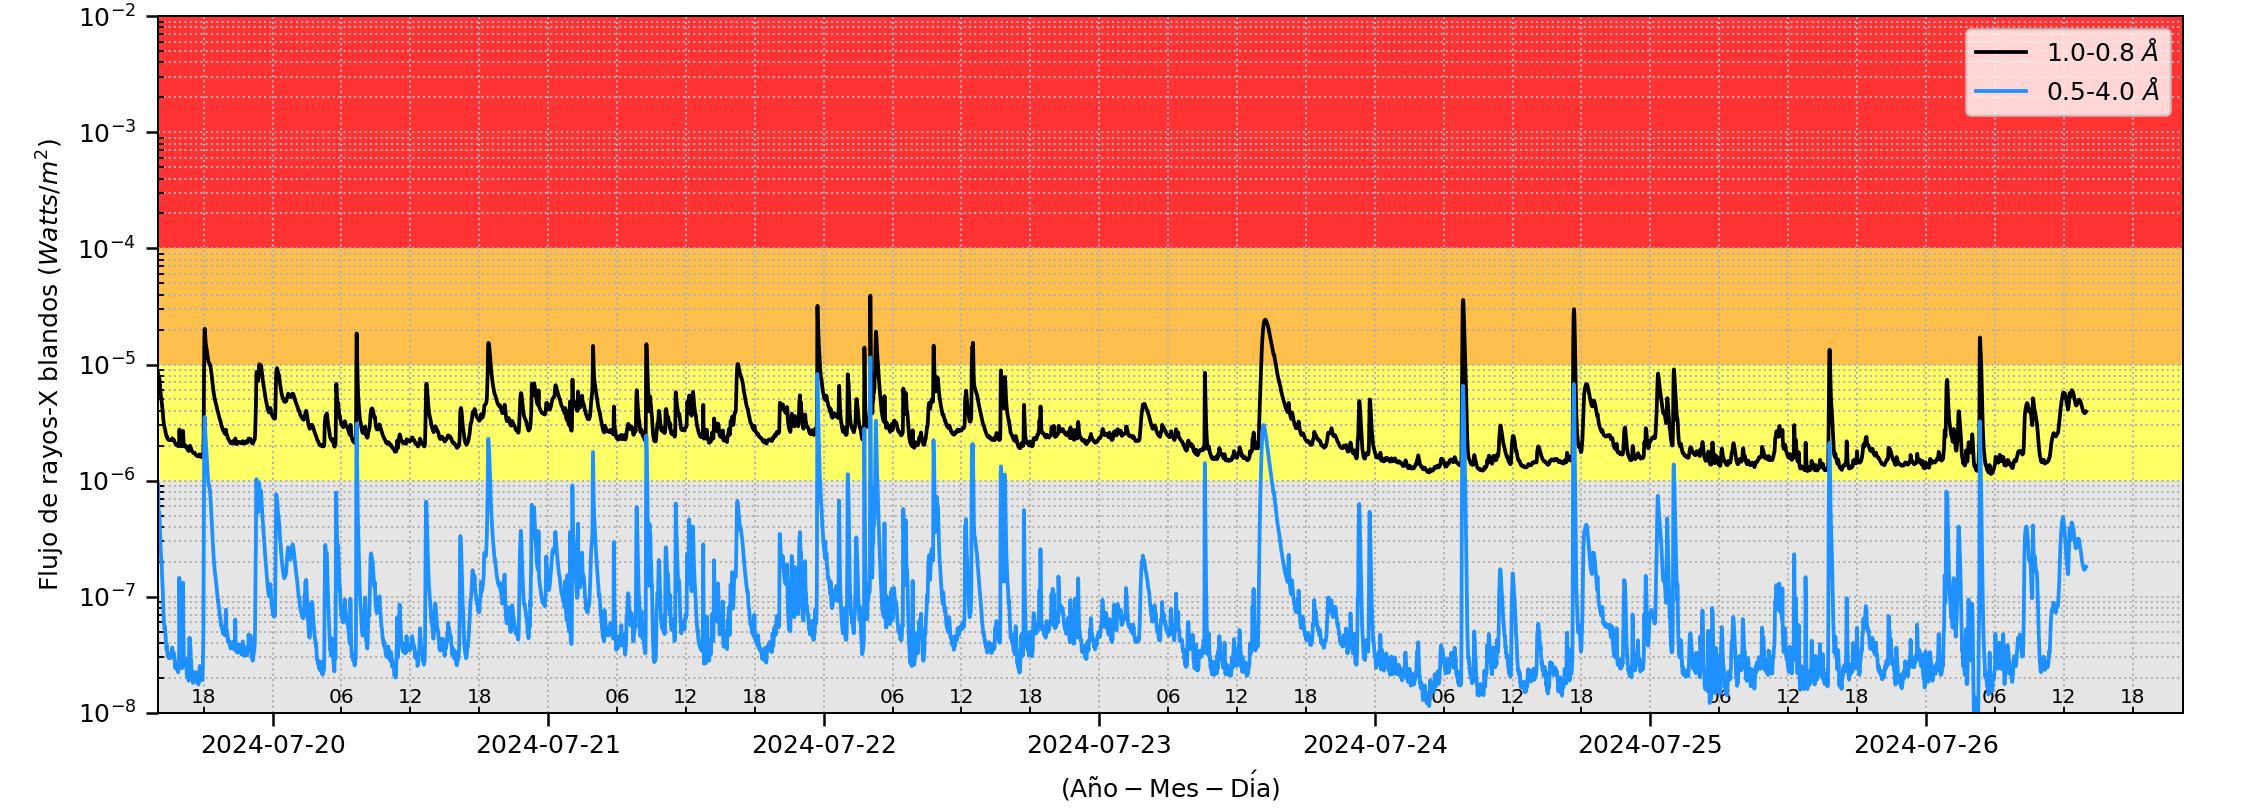 10⁻²
10⁻³
10⁻⁴
10⁻⁵
10⁻⁶
10⁻⁷
10⁻⁸
Flujo de rayos-X blandos (Watts/m²)
1.0-0.8 Å
0.5-4.0 Å
18 06 12 18 06 12 18 06 12 18 06 12 18 06 12 18 06 12 18 06 12 18
2024-07-20 2024-07-21 2024-07-22 2024-07-23 2024-07-24 2024-07-25 2024-07-26
(Año − Mes − Día)